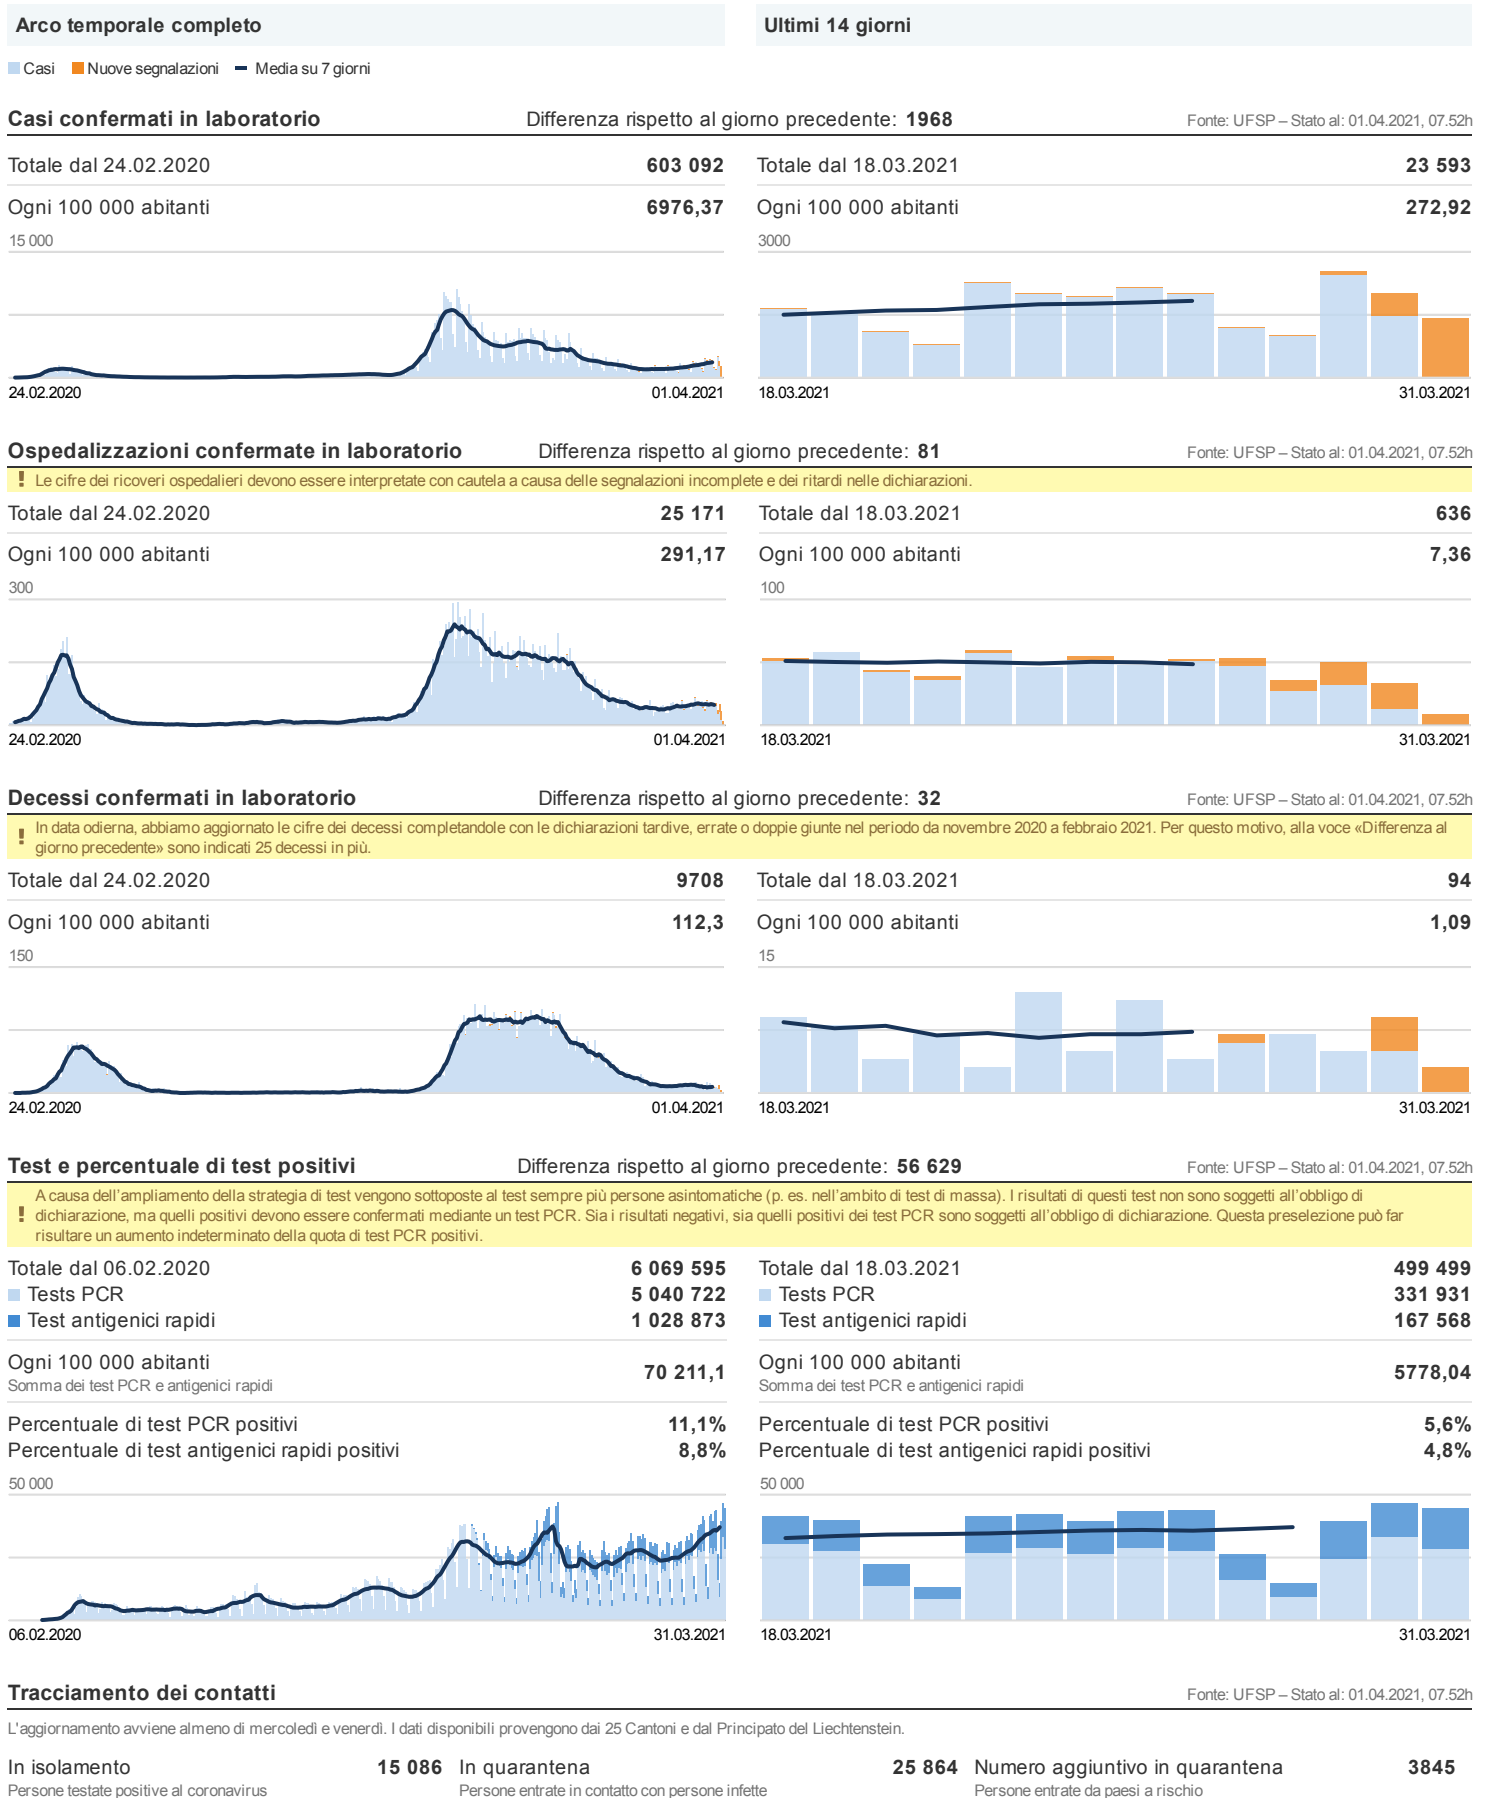 Arco temporale completo
Ultimi 14 giorni
Casi Nuove segnalazioni Media su 7 giorni
Casi confermati in laboratorio Differenza rispetto al giorno precedente: 1968 Fonte: UFSP – Stato al: 01.04.2021, 07.52h
Totale dal 24.02.2020 603 092
Ogni 100 000 abitanti 6976,37
15 000
24.02.2020 01.04.2021
Totale dal 18.03.2021 23 593
Ogni 100 000 abitanti 272,92
3000
18.03.2021 31.03.2021
Ospedalizzazioni confermate in laboratorio Differenza rispetto al giorno precedente: 81 Fonte: UFSP – Stato al: 01.04.2021, 07.52h
! Le cifre dei ricoveri ospedalieri devono essere interpretate con cautela a causa delle segnalazioni incomplete e dei ritardi nelle dichiarazioni.
Totale dal 24.02.2020 25 171
Ogni 100 000 abitanti 291,17
300
24.02.2020 01.04.2021
Totale dal 18.03.2021 636
Ogni 100 000 abitanti 7,36
100
18.03.2021 31.03.2021
Decessi confermati in laboratorio Differenza rispetto al giorno precedente: 32 Fonte: UFSP – Stato al: 01.04.2021, 07.52h
! In data odierna, abbiamo aggiornato le cifre dei decessi completandole con le dichiarazioni tardive, errate o doppie giunte nel periodo da novembre 2020 a febbraio 2021. Per questo motivo, alla voce «Differenza al
giorno precedente» sono indicati 25 decessi in più.
Totale dal 24.02.2020 9708
Ogni 100 000 abitanti 112,3
150
24.02.2020 01.04.2021
Totale dal 18.03.2021 94
Ogni 100 000 abitanti 1,09
15
18.03.2021 31.03.2021
Test e percentuale di test positivi Differenza rispetto al giorno precedente: 56 629 Fonte: UFSP – Stato al: 01.04.2021, 07.52h
A causa dell'ampliamento della strategia di test vengono sottoposte al test sempre più persone asintomatiche (p. es. nell'ambito di test di massa). I risultati di questi test non sono soggetti all'obbligo di
! dichiarazione, ma quelli positivi devono essere confermati mediante un test PCR. Sia i risultati negativi, sia quelli positivi dei test PCR sono soggetti all'obbligo di dichiarazione. Questa preselezione può far
risultare un aumento indeterminato della quota di test PCR positivi.
Totale dal 06.02.2020 6 069 595
Tests PCR 5 040 722
Test antigenici rapidi 1 028 873
Ogni 100 000 abitanti 70 211,1
Somma dei test PCR e antigenici rapidi
Percentuale di test PCR positivi 11,1%
Percentuale di test antigenici rapidi positivi 8,8%
50 000
06.02.2020 31.03.2021
Totale dal 18.03.2021 499 499
Tests PCR 331 931
Test antigenici rapidi 167 568
Ogni 100 000 abitanti 5778,04
Somma dei test PCR e antigenici rapidi
Percentuale di test PCR positivi 5,6%
Percentuale di test antigenici rapidi positivi 4,8%
50 000
18.03.2021 31.03.2021
Tracciamento dei contatti Fonte: UFSP – Stato al: 01.04.2021, 07.52h
L'aggiornamento avviene almeno di mercoledì e venerdì. I dati disponibili provengono dai 25 Cantoni e dal Principato del Liechtenstein.
In isolamento 15 086
Persone testate positive al coronavirus
In quarantena 25 864
Persone entrate in contatto con persone infette
Numero aggiuntivo in quarantena 3845
Persone entrate da paesi a rischio